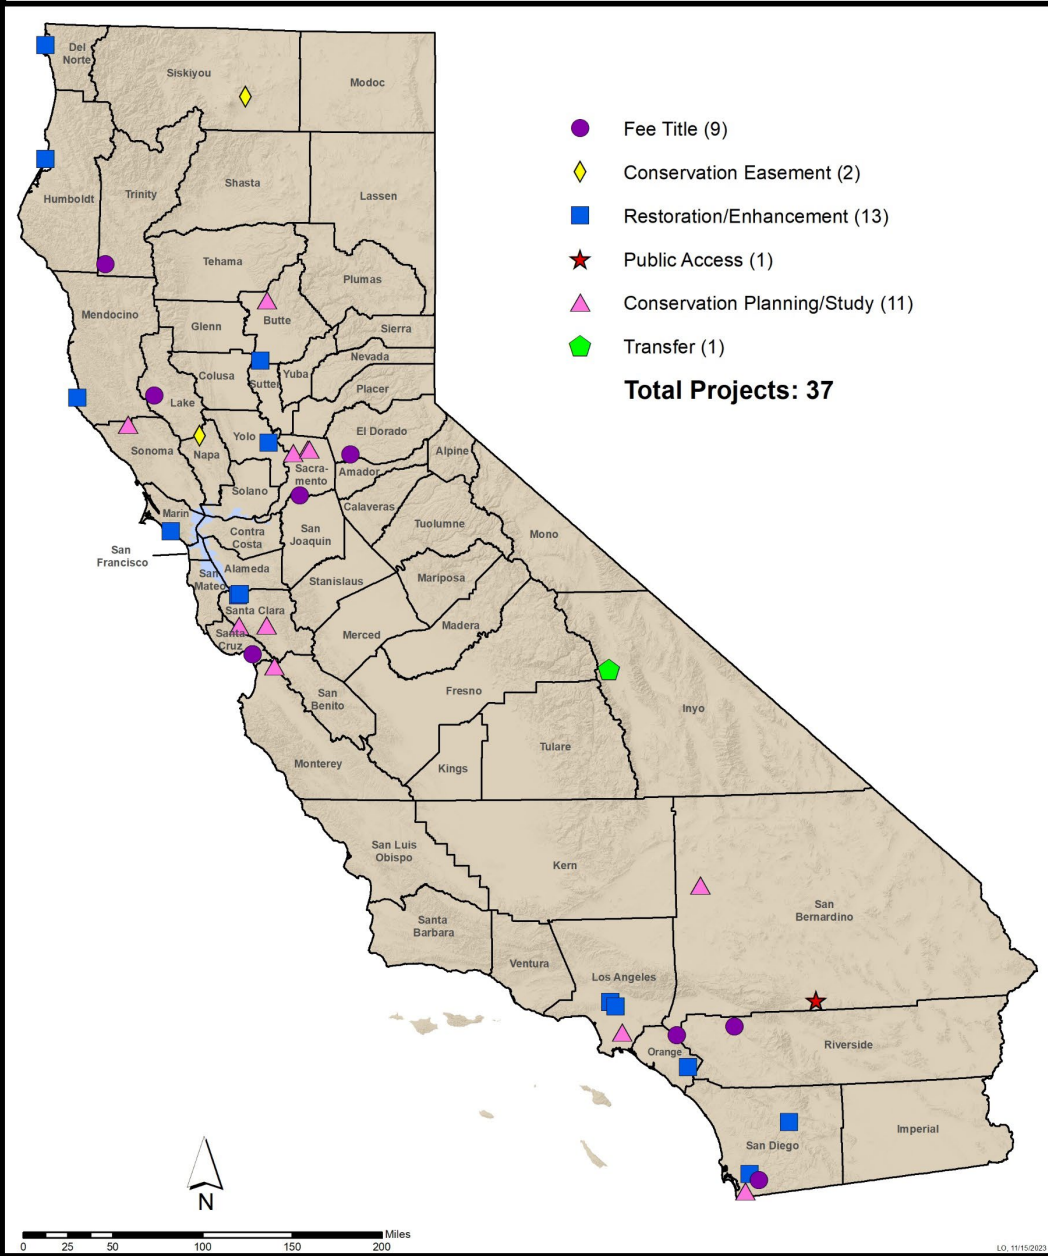 Del
Norte
Siskiyou
Modoc
Fee Title (9)
Conservation Easement (2)
Restoration/Enhancement (13)
Public Access (1)
Conservation Planning/Study (11)
Transfer (1)
Total Projects: 37
Humboldt
Trinity
Shasta
Lassen
Tehama
Plumas
Mendocino
Glenn
Butte
Sierra
Nevada
Colusa
Sutter
Yuba
Placer
Lake
El Dorado
Sonoma
Napa
Yolo
Sacra-
mento
Amador
Alpine
Solano
Marin
Calaveras
Contra
Costa
San
Joaquin
Tuolumne
Mono
San
Francisco
San
Mateo
Alameda
Stanislaus
Mariposa
Santa Clara
Santa
Cruz
Merced
Madera
San
Benito
Fresno
Inyo
Monterey
Kings
Tulare
San Luis
Obispo
Kern
San
Bernardino
Santa
Barbara
Ventura
Los Angeles
Orange
Riverside
San Diego
Imperial
N
Miles
0 25 50 100 150 200
LO, 11/15/2023